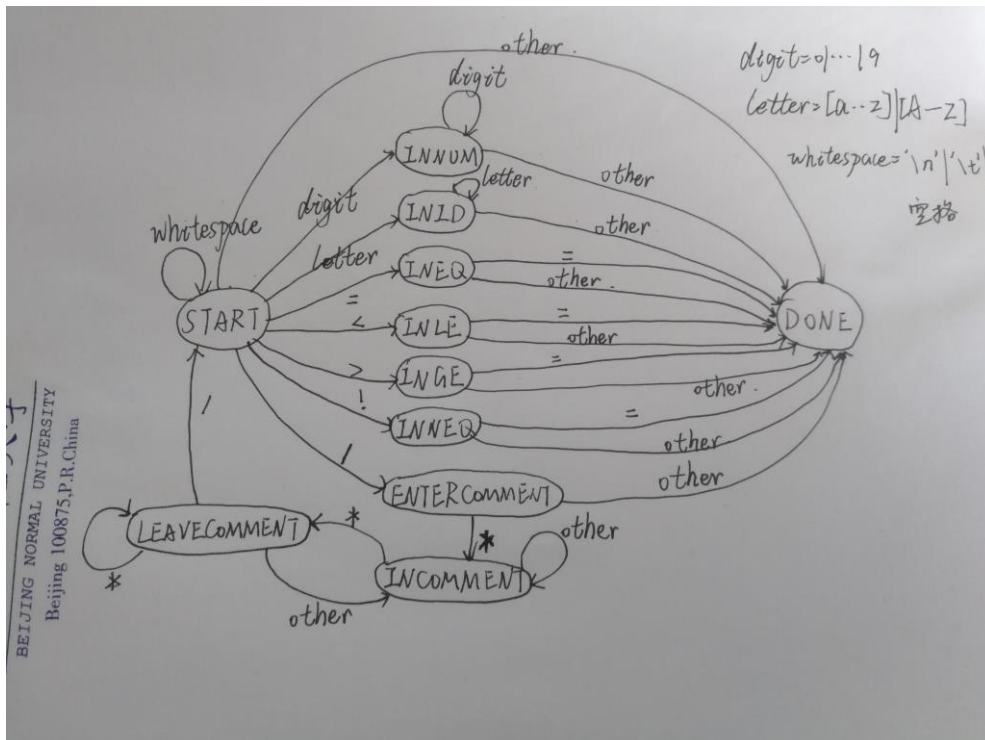 other.
digit=0|...|9
digit
letter=[a..z]|[A-Z]
INNUM
whitespace='\n'|'\t'
other
letter
空格
digit
INID
whitespace
other
letter
=
INEQ
other.
=
START
DONE
<
INLE
=
other
>
INGE
=
other.
!
INNEQ
=
other
/
/
ENTERCOMMENT
other
LEAVECOMMENT
*
*
other
*
INCOMMENT
other
BEIJING NORMAL UNIVERSITY
Beijing 100875,P.R.China